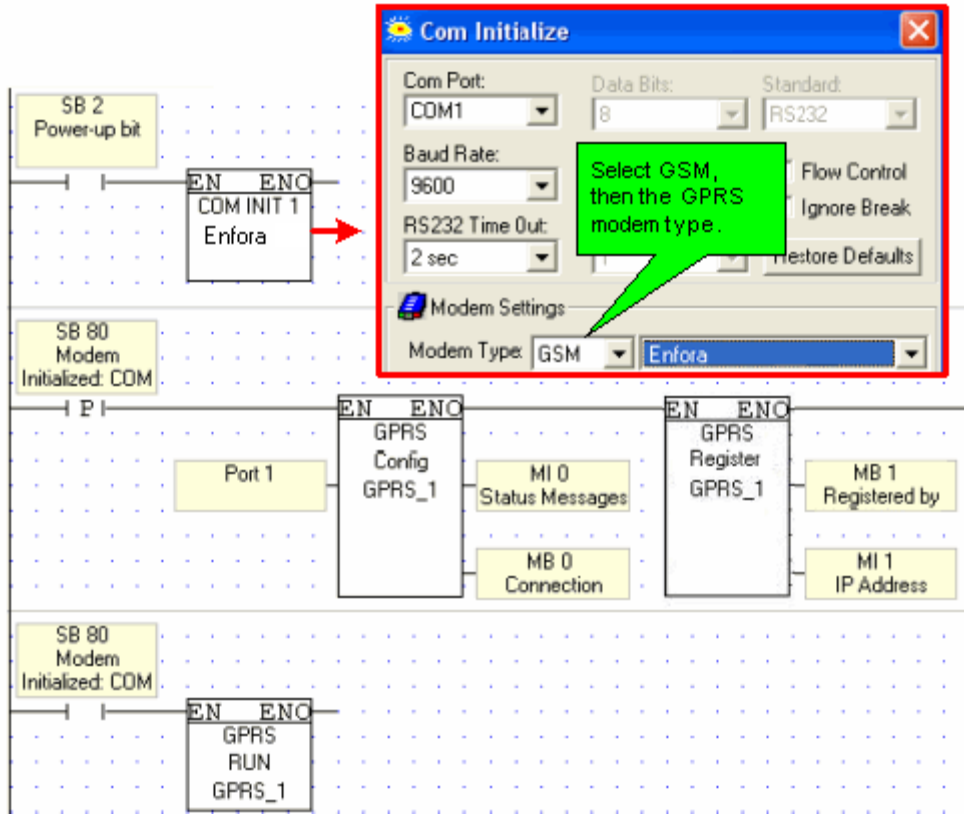 Com Initialize
Com Port:
Data Bits:
Standard:
COM1
8
RS232
Baud Rate:
9600
Select GSM,
then the GPRS
modem type.
Flow Control
Ignore Break
RS232 Time Out:
2 sec
1
Restore Defaults
Modem Settings
Modem Type:
GSM
Enfora
SB 2
Power-up bit
EN ENO
COM INIT 1
Enfora
SB 80
Modem
Initialized: COM
P
Port 1
EN ENO
GPRS
Config
GPRS_1
MI 0
Status Messages
MB 0
Connection
EN ENO
GPRS
Register
GPRS_1
MB 1
Registered by
MI 1
IP Address
SB 80
Modem
Initialized: COM
EN ENO
GPRS
RUN
GPRS_1